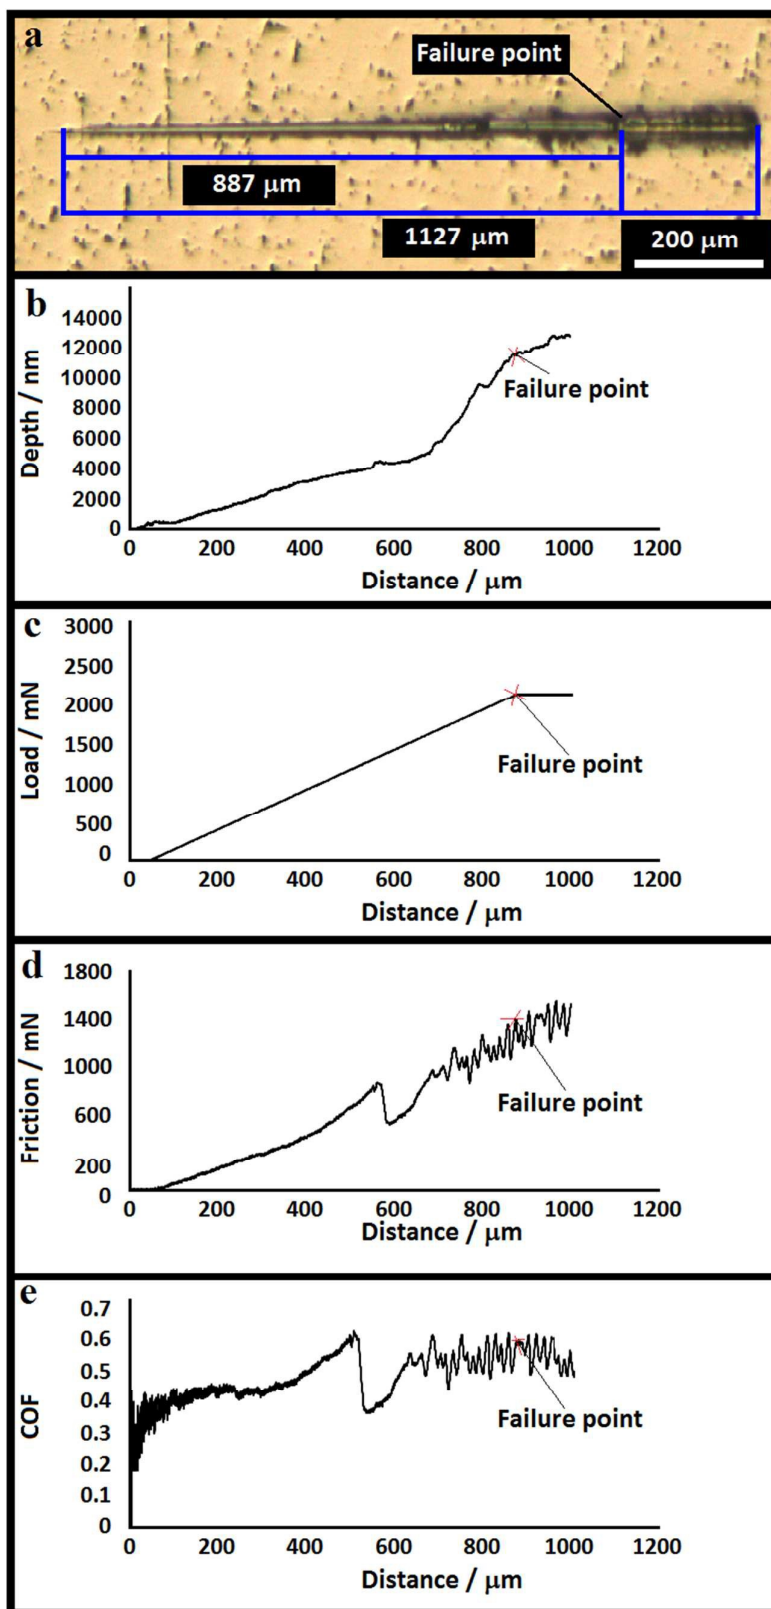 a
Failure point
887 μm
1127 μm
200 μm
b
14000
12000
10000
8000
6000
4000
2000
0
Depth / nm
Failure point
0 200 400 600 800 1000 1200
Distance / μm
c
3000
2500
2000
1500
1000
500
0
Load / mN
Failure point
0 200 400 600 800 1000 1200
Distance / μm
d
1800
1400
1000
600
200
0
Friction / mN
Failure point
0 200 400 600 800 1000 1200
Distance / μm
e
0.7
0.6
0.5
0.4
0.3
0.2
0.1
0
COF
Failure point
0 200 400 600 800 1000 1200
Distance / μm